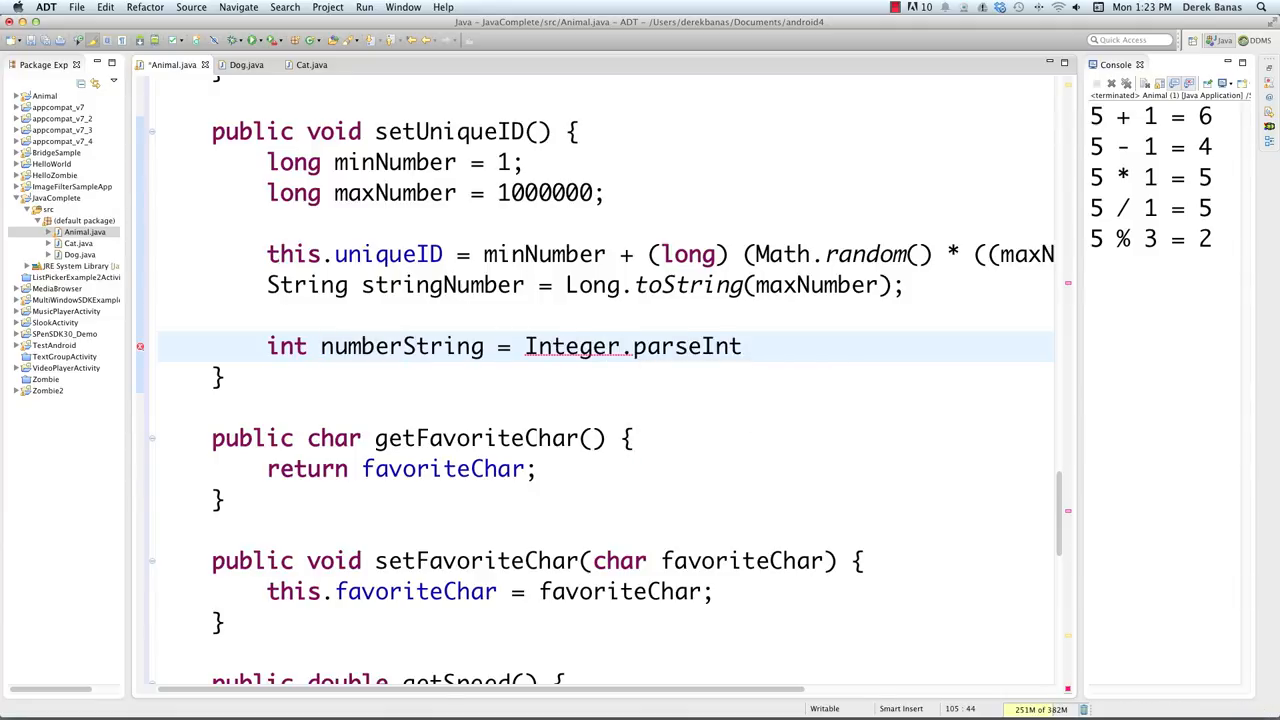 ADT File Edit Refactor Source Navigate Search Project Run Window Help 10 Mon 1:23 PM Derek Banas
Java – JavaComplete/src/Animal.java – ADT – /Users/derekbanas/Documents/android4
Quick Access Java DDMS
Package Exp
Animal
appcompat_v7
appcompat_v7_2
appcompat_v7_3
appcompat_v7_4
BridgeSample
HelloWorld
HelloZombie
ImageFilterSampleApp
JavaComplete
src
(default package)
Animal.java
Cat.java
Dog.java
JRE System Library [Ja
ListPickerExample2Activi
MediaBrowser
MultiWindowSDKExample
MusicPlayerActivity
SlookActivity
SPenSDK30_Demo
TestAndroid
TextGroupActivity
VideoPlayerActivity
Zombie
Zombie2
*Animal.java Dog.java Cat.java
}
public void setUniqueID() {
long minNumber = 1;
long maxNumber = 1000000;
this.uniqueID = minNumber + (long) (Math.random() * ((maxN
String stringNumber = Long.toString(maxNumber);
int numberString = Integer.parseInt
}
public char getFavoriteChar() {
return favoriteChar;
}
public void setFavoriteChar(char favoriteChar) {
this.favoriteChar = favoriteChar;
}
public double getSpeed() {
Console
<terminated> Animal (1) [Java Application] /S
5 + 1 = 6
5 - 1 = 4
5 * 1 = 5
5 / 1 = 5
5 % 3 = 2
Writable Smart Insert 105 : 44 251M of 382M